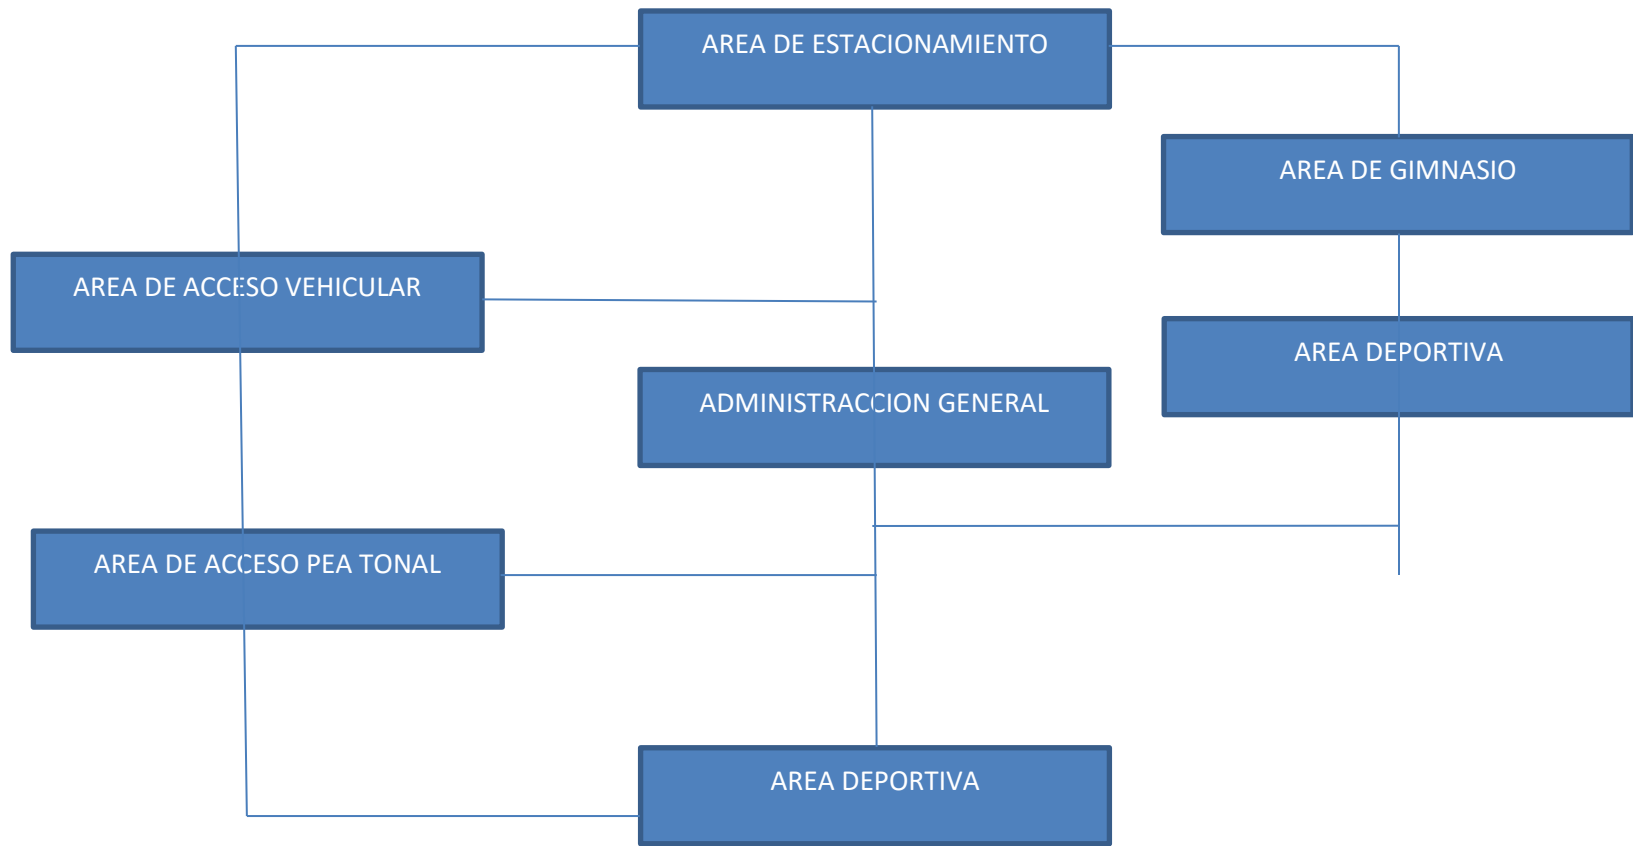 AREA DE ESTACIONAMIENTO
AREA DE GIMNASIO
AREA DE ACCESO VEHICULAR
AREA DEPORTIVA
ADMINISTRACCION GENERAL
AREA DE ACCESO PEA TONAL
AREA DEPORTIVA